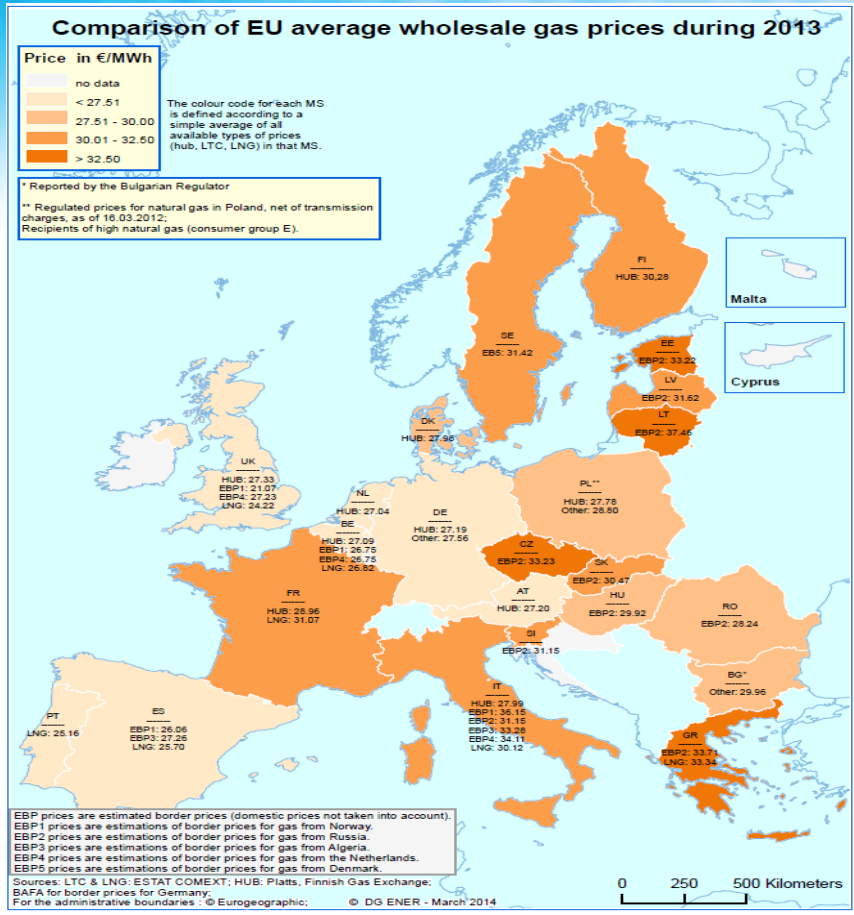 Comparison of EU average wholesale gas prices during 2013
Price in €/MWh
no data
< 27.51
27.51 - 30.00
30.01 - 32.50
> 32.50
The colour code for each MS
is defined according to a
simple average of all
available types of prices
(hub, LTC, LNG) in that MS.
* Reported by the Bulgarian Regulator
** Regulated prices for natural gas in Poland, net of transmission
charges, as of 16.03.2012;
Recipients of high natural gas (consumer group E).
FI
-------
HUB: 30,28
Malta
Cyprus
SE
-------
EB5: 31.42
EE
-------
EBP2: 33.22
LV
-------
EBP2: 31.62
LT
-------
EBP2: 37.45
DK
-------
HUB: 27.98
UK
-------
HUB: 27.33
EBP1: 21.07
EBP4: 27.23
LNG: 24.22
NL
-------
HUB: 27.04
BE
-------
HUB: 27.09
EBP1: 26.75
EBP4: 26.75
LNG: 26.82
DE
-------
HUB: 27.19
Other: 27.56
PL**
-------
HUB: 27.78
Other: 28.80
CZ
-------
EBP2: 33.23
SK
-------
EBP2: 30.47
AT
-------
HUB: 27.20
HU
-------
EBP2: 29.92
RO
-------
EBP2: 28.24
FR
-------
HUB: 28.96
LNG: 31.07
SI
-------
EBP2: 31.15
BG*
-------
Other: 29.96
IT
-------
HUB: 27.99
EBP1: 36.15
EBP2: 31.15
EBP3: 33.28
EBP4: 34.11
LNG: 30.12
PT
-------
LNG: 25.16
ES
-------
EBP1: 26.06
EBP3: 27.26
LNG: 25.70
GR
-------
EBP2: 33.71
LNG: 33.34
EBP prices are estimated border prices (domestic prices not taken into account).
EBP1 prices are estimations of border prices for gas from Norway.
EBP2 prices are estimations of border prices for gas from Russia.
EBP3 prices are estimations of border prices for gas from Algeria.
EBP4 prices are estimations of border prices for gas from the Netherlands.
EBP5 prices are estimations of border prices for gas from Denmark.
Sources: LTC & LNG: ESTAT COMEXT; HUB: Platts, Finnish Gas Exchange;
BAFA for border prices for Germany;
For the administrative boundaries : © Eurogeographic; © DG ENER - March 2014
0 250 500 Kilometers